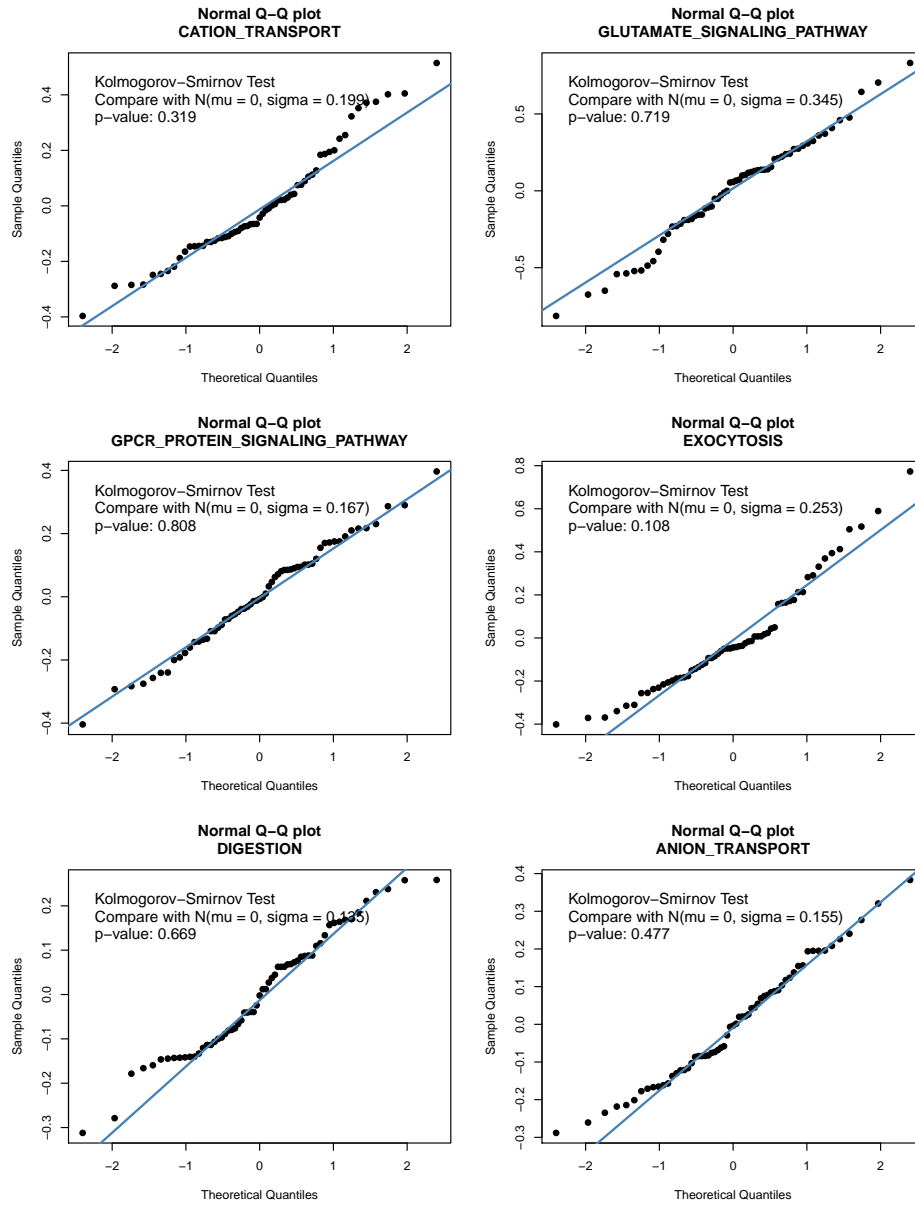 Normal Q−Q plot
CATION_TRANSPORT
Kolmogorov−Smirnov Test
Compare with N(mu = 0, sigma = 0.199)
p−value: 0.319
Sample Quantiles
0.4
0.2
0.0
−0.2
−0.4
−2
−1
0
1
2
Theoretical Quantiles
Normal Q−Q plot
GLUTAMATE_SIGNALING_PATHWAY
Kolmogorov−Smirnov Test
Compare with N(mu = 0, sigma = 0.345)
p−value: 0.719
Sample Quantiles
0.5
0.0
−0.5
−2
−1
0
1
2
Theoretical Quantiles
Normal Q−Q plot
GPCR_PROTEIN_SIGNALING_PATHWAY
Kolmogorov−Smirnov Test
Compare with N(mu = 0, sigma = 0.167)
p−value: 0.808
Sample Quantiles
0.4
0.2
0.0
−0.2
−0.4
−2
−1
0
1
2
Theoretical Quantiles
Normal Q−Q plot
EXOCYTOSIS
Kolmogorov−Smirnov Test
Compare with N(mu = 0, sigma = 0.253)
p−value: 0.108
Sample Quantiles
0.8
0.6
0.4
0.2
0.0
−0.2
−0.4
−2
−1
0
1
2
Theoretical Quantiles
Normal Q−Q plot
DIGESTION
Kolmogorov−Smirnov Test
Compare with N(mu = 0, sigma = 0.135)
p−value: 0.669
Sample Quantiles
0.2
0.1
0.0
−0.1
−0.2
−0.3
−2
−1
0
1
2
Theoretical Quantiles
Normal Q−Q plot
ANION_TRANSPORT
Kolmogorov−Smirnov Test
Compare with N(mu = 0, sigma = 0.155)
p−value: 0.477
Sample Quantiles
0.4
0.3
0.2
0.1
0.0
−0.1
−0.2
−0.3
−2
−1
0
1
2
Theoretical Quantiles